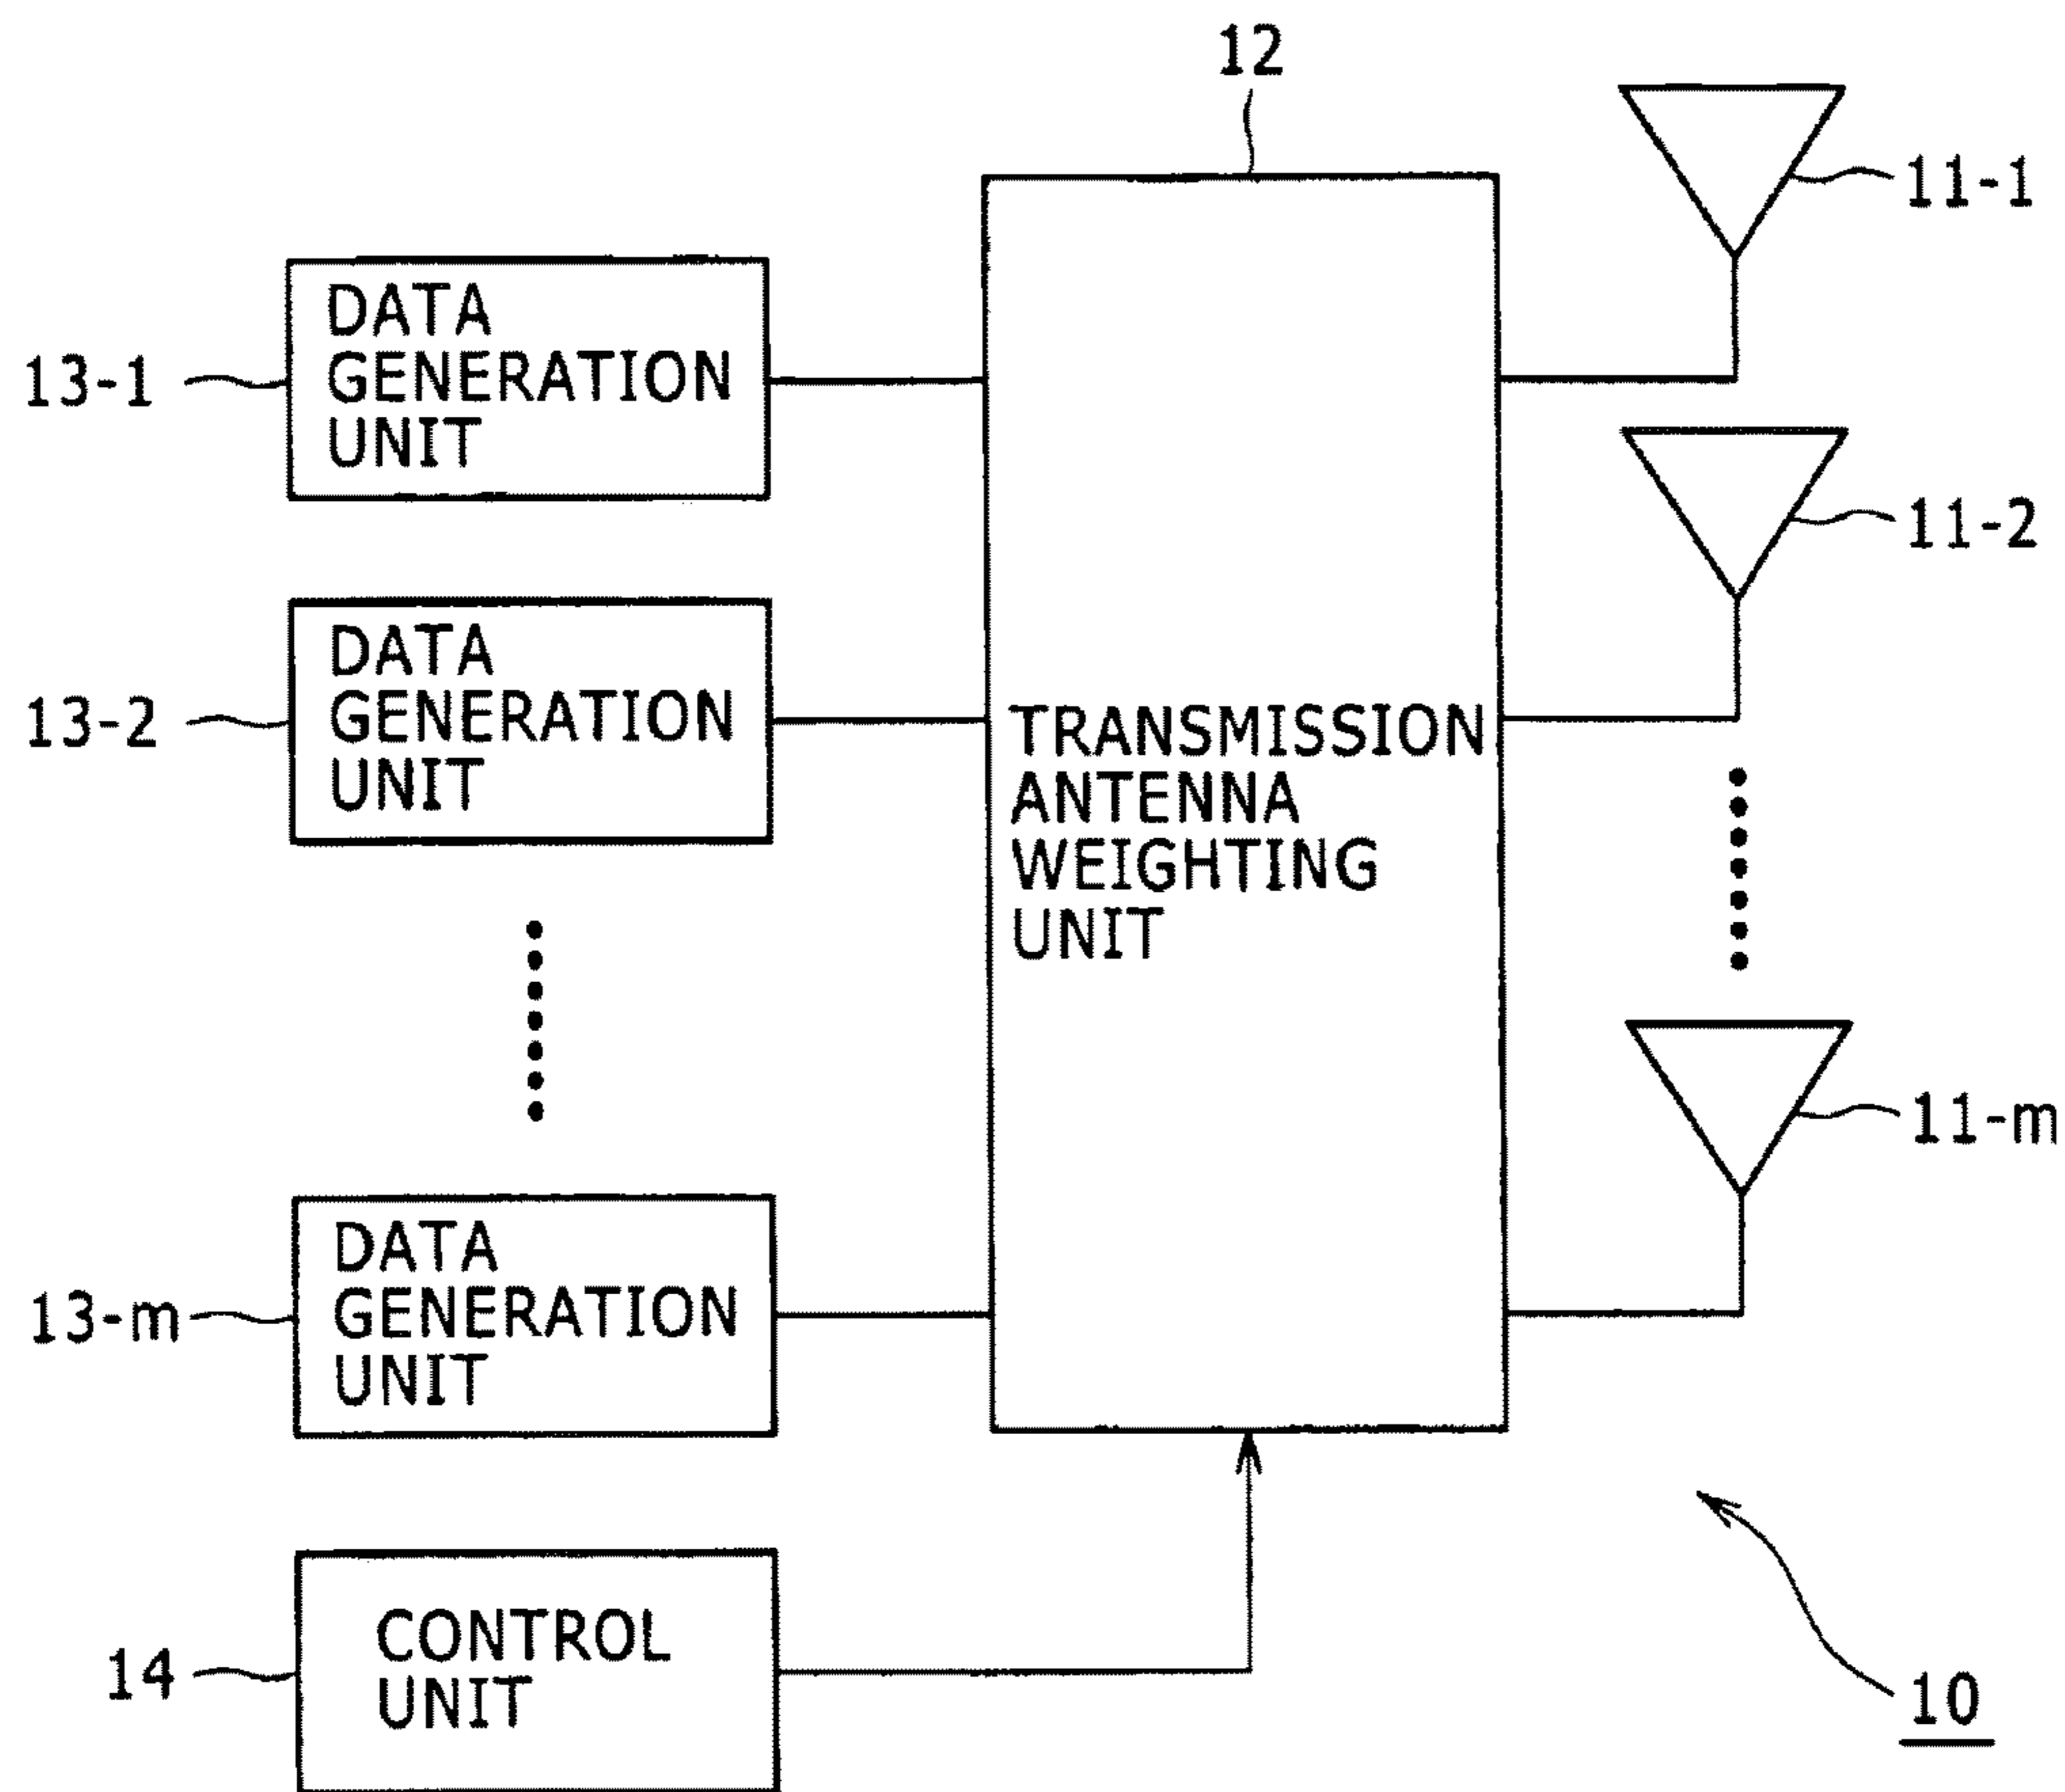 12
11-1
DATA
GENERATION
UNIT
13-1
11-2
DATA
GENERATION
UNIT
13-2
TRANSMISSION
ANTENNA
WEIGHTING
UNIT
11-m
DATA
GENERATION
UNIT
13-m
CONTROL
UNIT
14
10